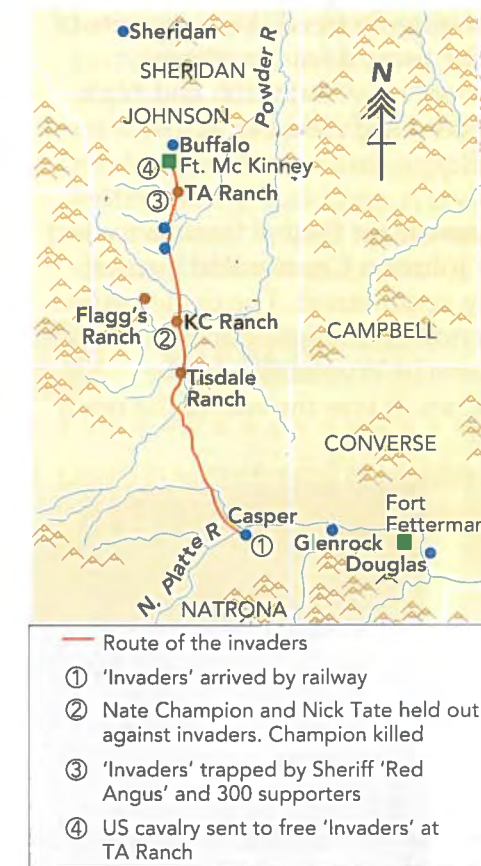 Sheridan
SHERIDAN
Powder R
N
JOHNSON
Buffalo
④ Ft. Mc Kinney
③ TA Ranch
Flagg's
Ranch
KC Ranch
②
CAMPBELL
Tisdale
Ranch
CONVERSE
Casper
①
N. Platte R
Glenrock
Fort
Fetterman
Douglas
NATRONA
Route of the invaders
① 'Invaders' arrived by railway
② Nate Champion and Nick Tate held out
against invaders. Champion killed
③ 'Invaders' trapped by Sheriff 'Red
Angus' and 300 supporters
④ US cavalry sent to free 'Invaders' at
TA Ranch